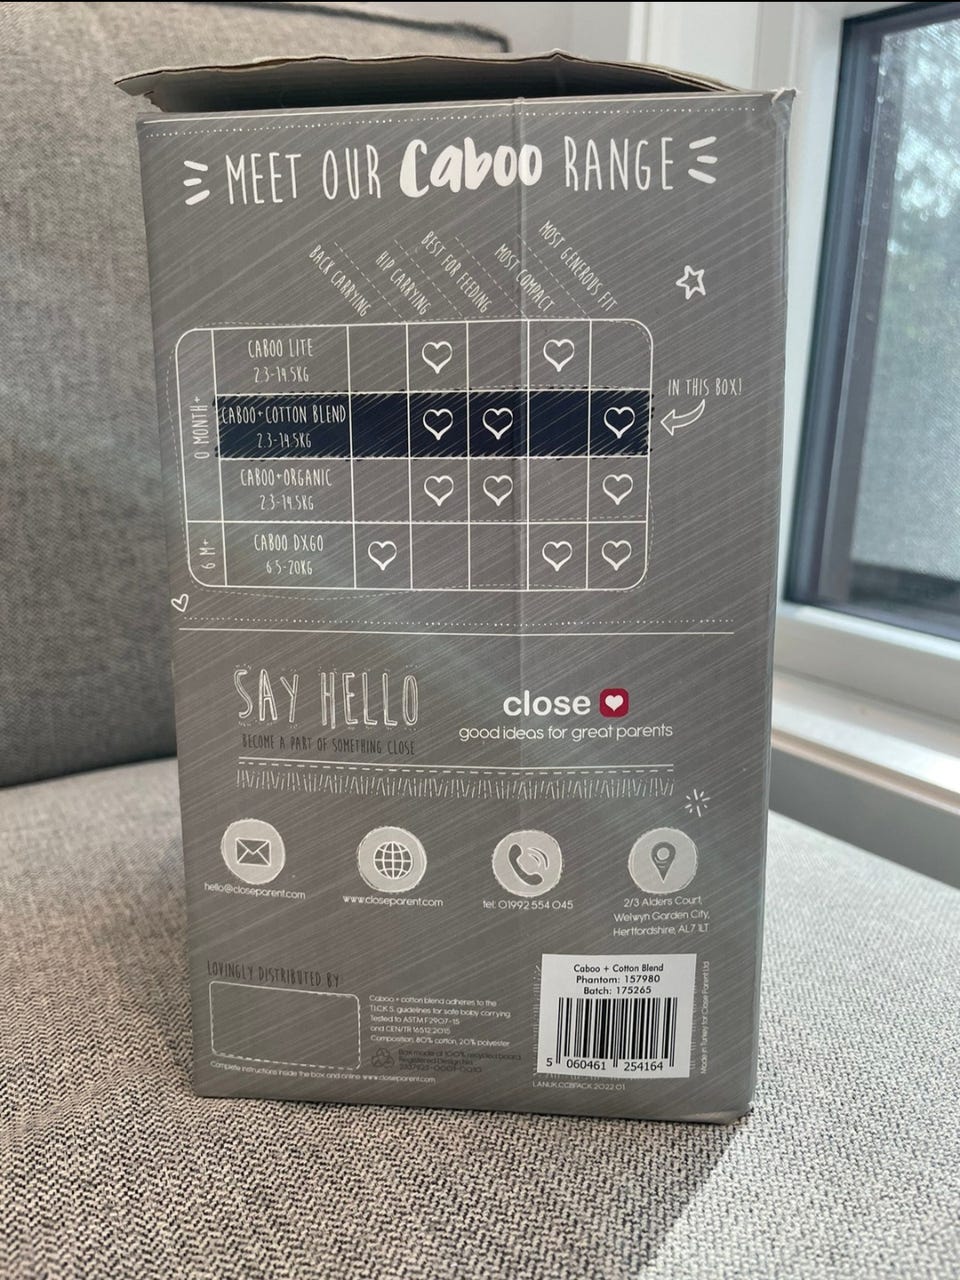 MEET OUR Caboo RANGE
BACK CARRYING
HIP CARRYING
BEST FOR FEEDING
MOST COMPACT
MOST GENEROUS FIT
0 MONTH+
CABOO LITE
2.3-14.5KG
CABOO+COTTON BLEND
2.3-14.5KG
IN THIS BOX!
CABOO+ORGANIC
2.3-14.5KG
6 M+
CABOO DXGO
6.5-20KG
SAY HELLO
BECOME A PART OF SOMETHING CLOSE
close
good ideas for great parents
hello@closeparent.com
www.closeparent.com
tel: 01992 554 045
2/3 Alders Court,
Welwyn Garden City,
Hertfordshire, AL7 1LT
LOVINGLY DISTRIBUTED BY
Caboo + cotton blend adheres to the
T.I.C.K.S. guidelines for safe baby carrying.
Tested to ASTM F2907-15
and CEN/TR 16512:2015
Composition: 80% cotton, 20% polyester
Box made of 100% recycled board
Registered Design No.
Complete instructions inside the box and online www.closeparent.com
Caboo + Cotton Blend
Phantom: 157980
Batch: 175265
5 060461 254164
LANUK.CCBPACK.2022.01
Made in Turkey for Close Parent Ltd